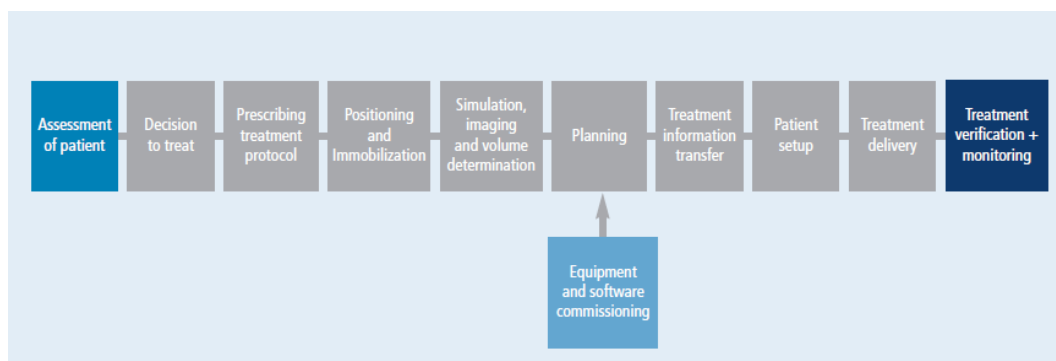 Assessment
of patient
Decision
to treat
Prescribing
treatment
protocol
Positioning
and
Immobilization
Simulation,
imaging
and volume
determination
Planning
Treatment
information
transfer
Patient
setup
Treatment
delivery
Treatment
verification +
monitoring
Equipment
and software
commissioning